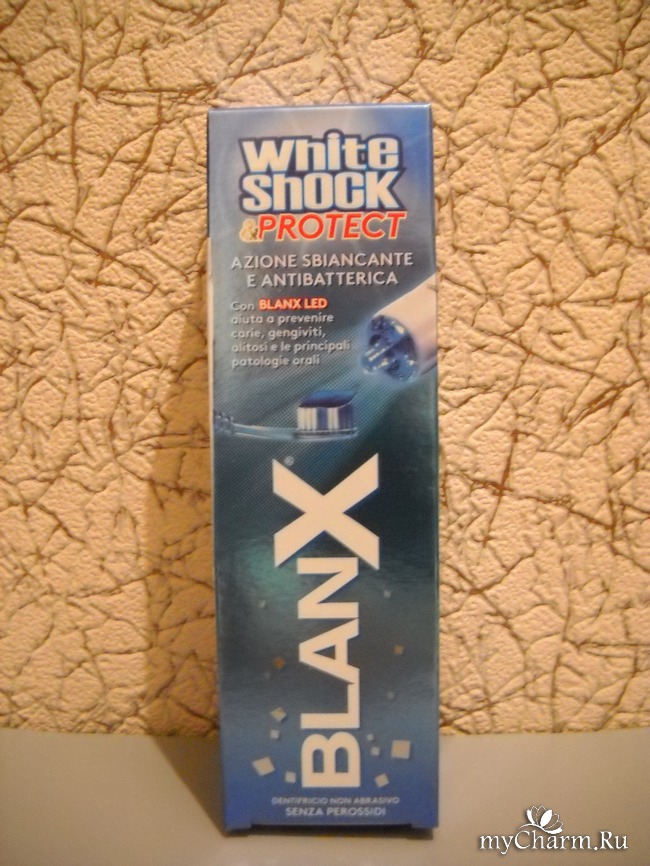 White
Shock
&PROTECT
AZIONE SBIANCANTE
E ANTIBATTERICA
Con BLANX LED
aiuta a prevenire
carie, gengiviti,
alitosi e le principali
patologie orali
BLANX®
DENTIFRICIO NON ABRASIVO
SENZA PEROSSIDI
myCharm.Ru